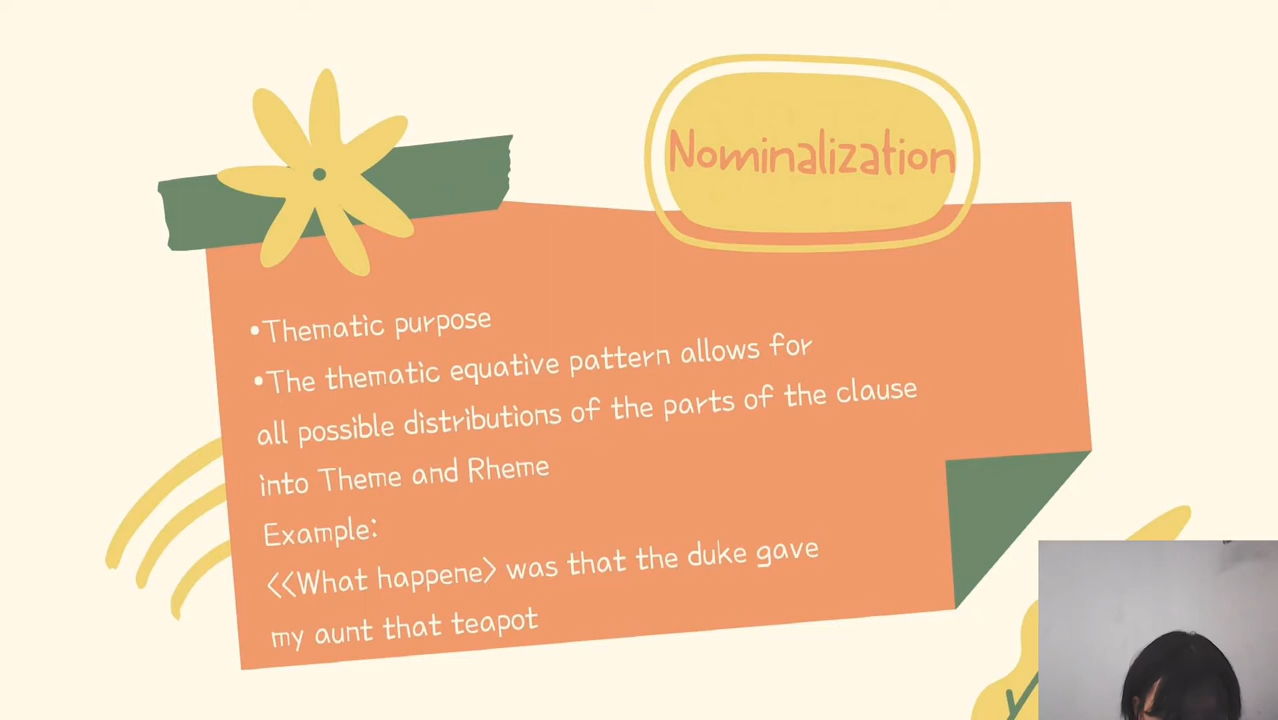 Nominalization
•Thematic purpose
•The thematic equative pattern allows for
all possible distributions of the parts of the clause
into Theme and Rheme
Example:
<<What happene> was that the duke gave
my aunt that teapot